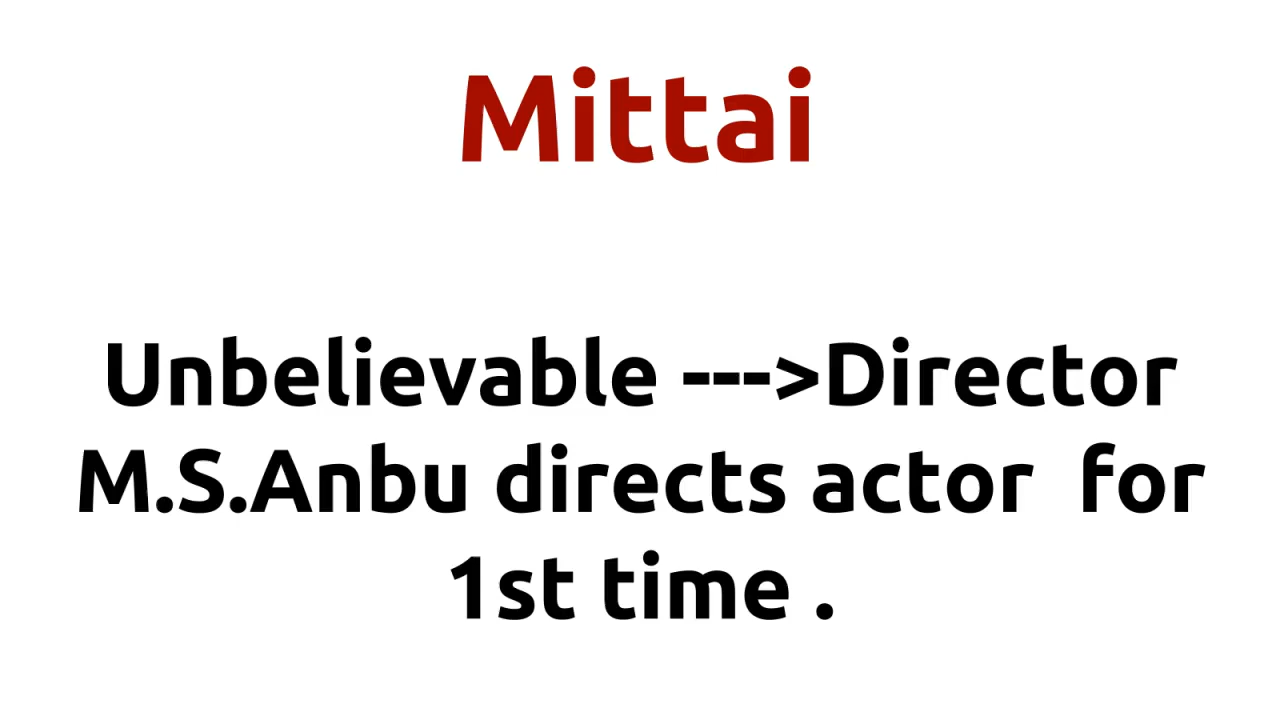 Mittai
Unbelievable --->Director
M.S.Anbu directs actor  for
1st time .